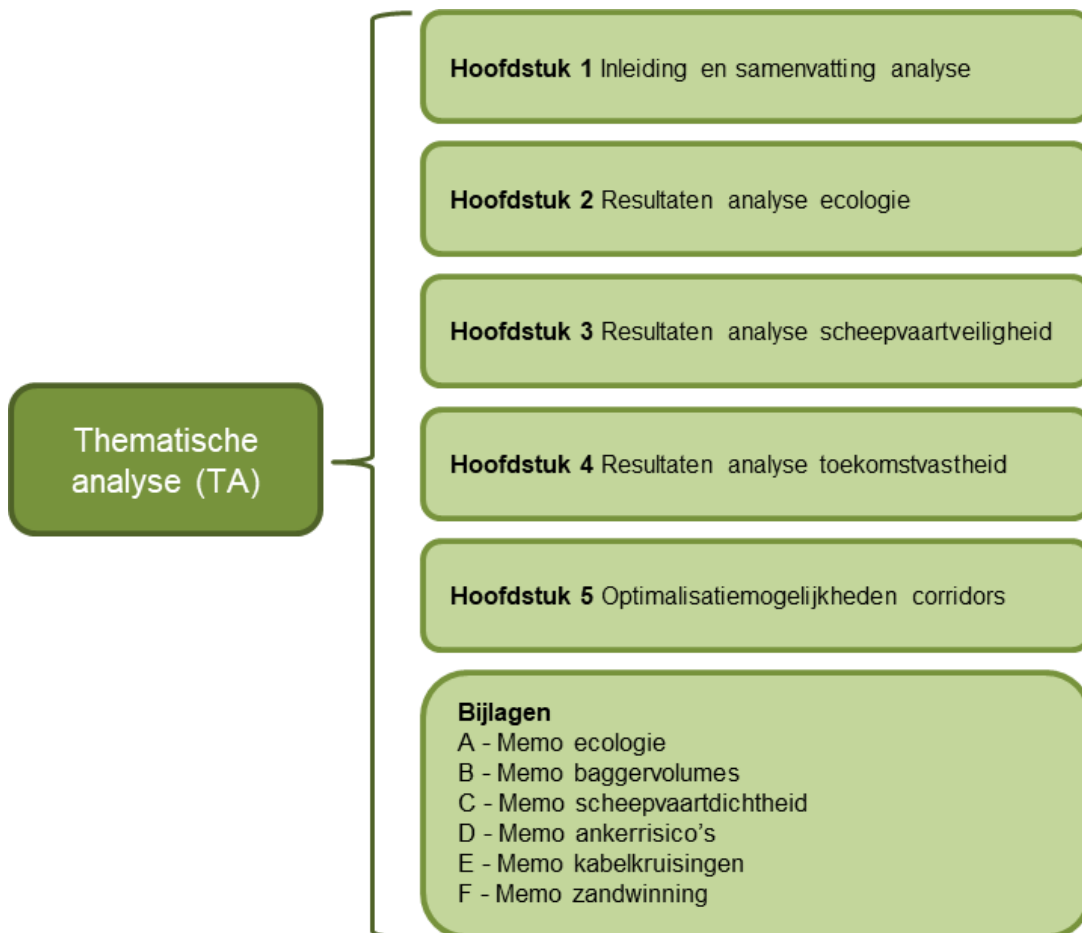 Thematische
analyse (TA)
Hoofdstuk 1 Inleiding en samenvatting analyse
Hoofdstuk 2 Resultaten analyse ecologie
Hoofdstuk 3 Resultaten analyse scheepvaartveiligheid
Hoofdstuk 4 Resultaten analyse toekomstvastheid
Hoofdstuk 5 Optimalisatiemogelijkheden corridors
Bijlagen
A - Memo ecologie
B - Memo baggervolumes
C - Memo scheepvaartdichtheid
D - Memo ankerrisico's
E - Memo kabelkruisingen
F - Memo zandwinning